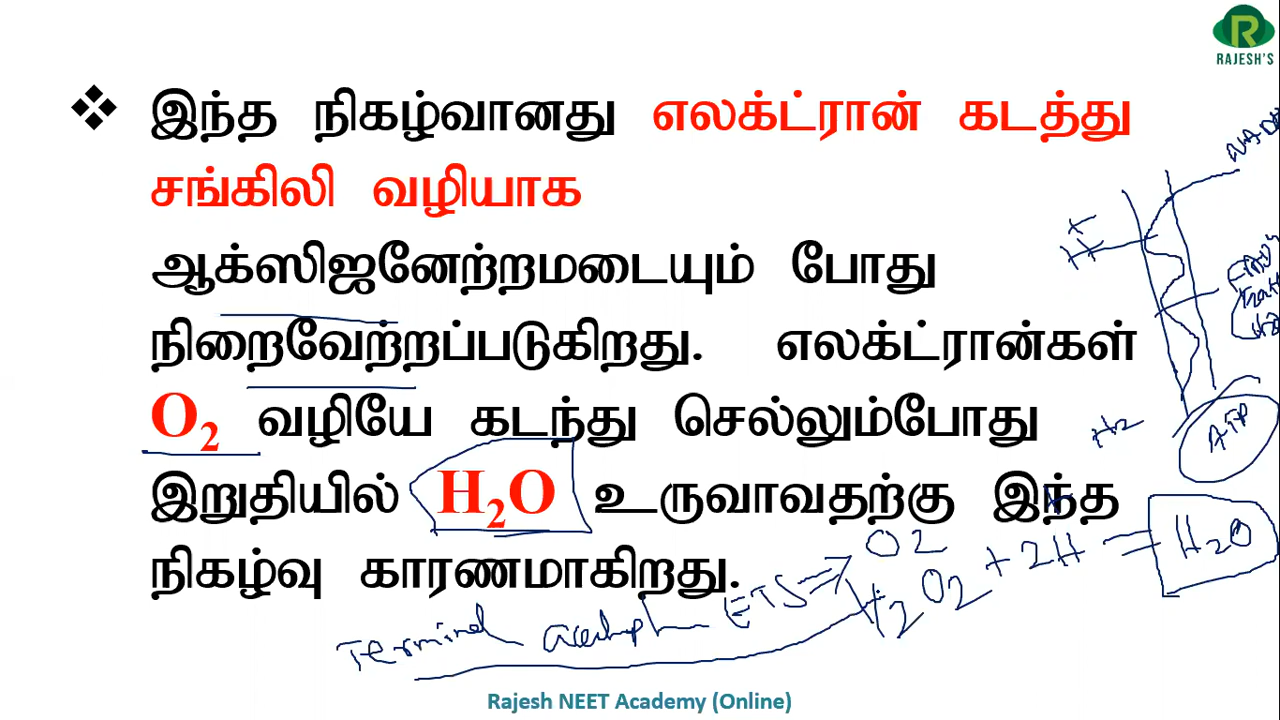 RAJESH'S
❖ இந்த நிகழ்வானது எலக்ட்ரான் கடத்து
சங்கிலி வழியாக
ஆக்ஸிஜனேற்றமடையும் போது
நிறைவேற்றப்படுகிறது. எலக்ட்ரான்கள்
O₂ வழியே கடந்து செல்லும்போது
இறுதியில் H₂O உருவாவதற்கு இந்த
நிகழ்வு காரணமாகிறது.
H2
ATP
O2
½ O2 + 2H⁺ = H2O
Terminal ETS ⇒
Rajesh NEET Academy (Online)